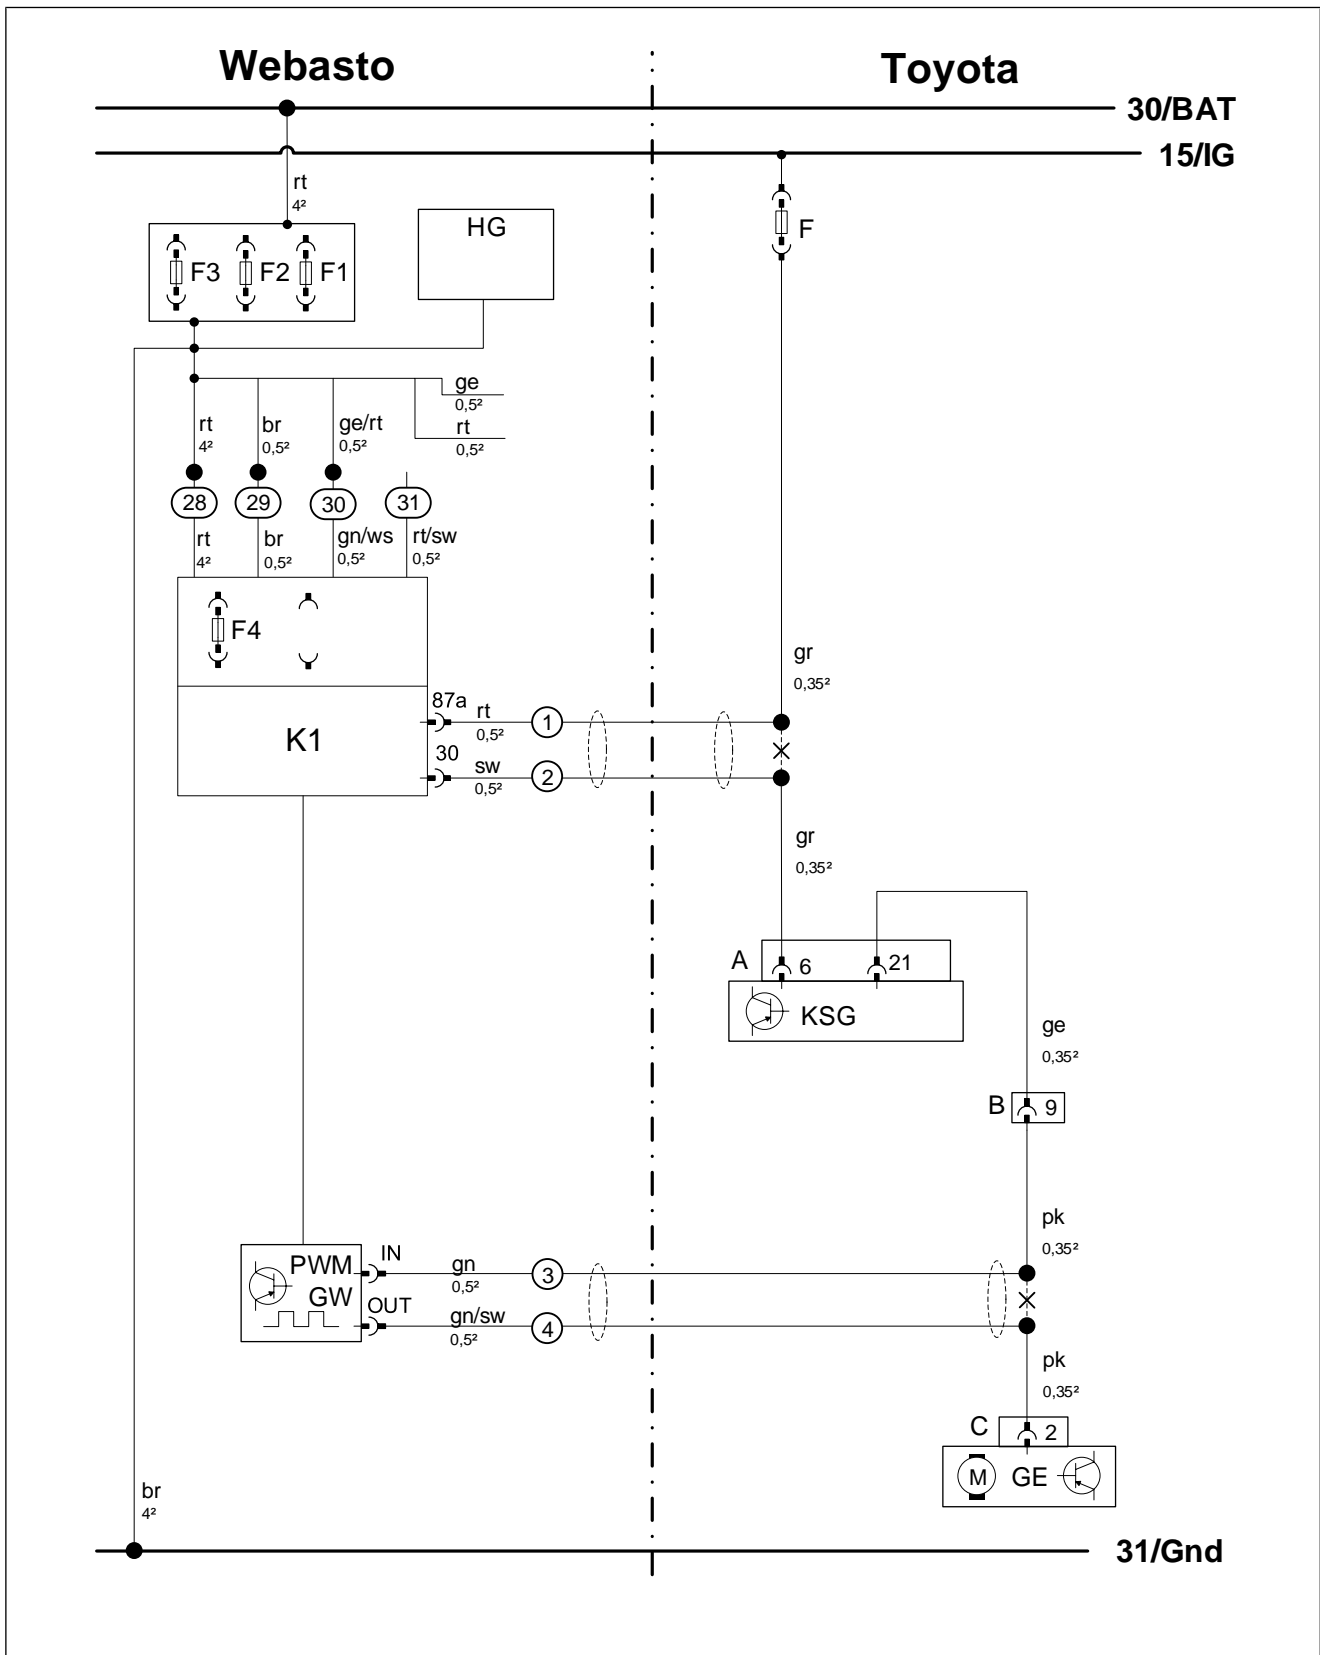 Webasto
Toyota
30/BAT
15/IG
rt
4²
HG
F
F3
F2
F1
ge
0,5²
rt
4²
br
0,5²
ge/rt
0,5²
rt
0,5²
28
29
30
31
rt
4²
br
0,5²
gn/ws
0,5²
rt/sw
0,5²
F4
gr
0,35²
87a
rt
0,5²
1
K1
30
sw
0,5²
2
gr
0,35²
A
6
21
KSG
ge
0,35²
B
9
pk
0,35²
PWM
GW
IN
gn
0,5²
3
OUT
gn/sw
0,5²
4
pk
0,35²
C
2
M
GE
br
4²
31/Gnd